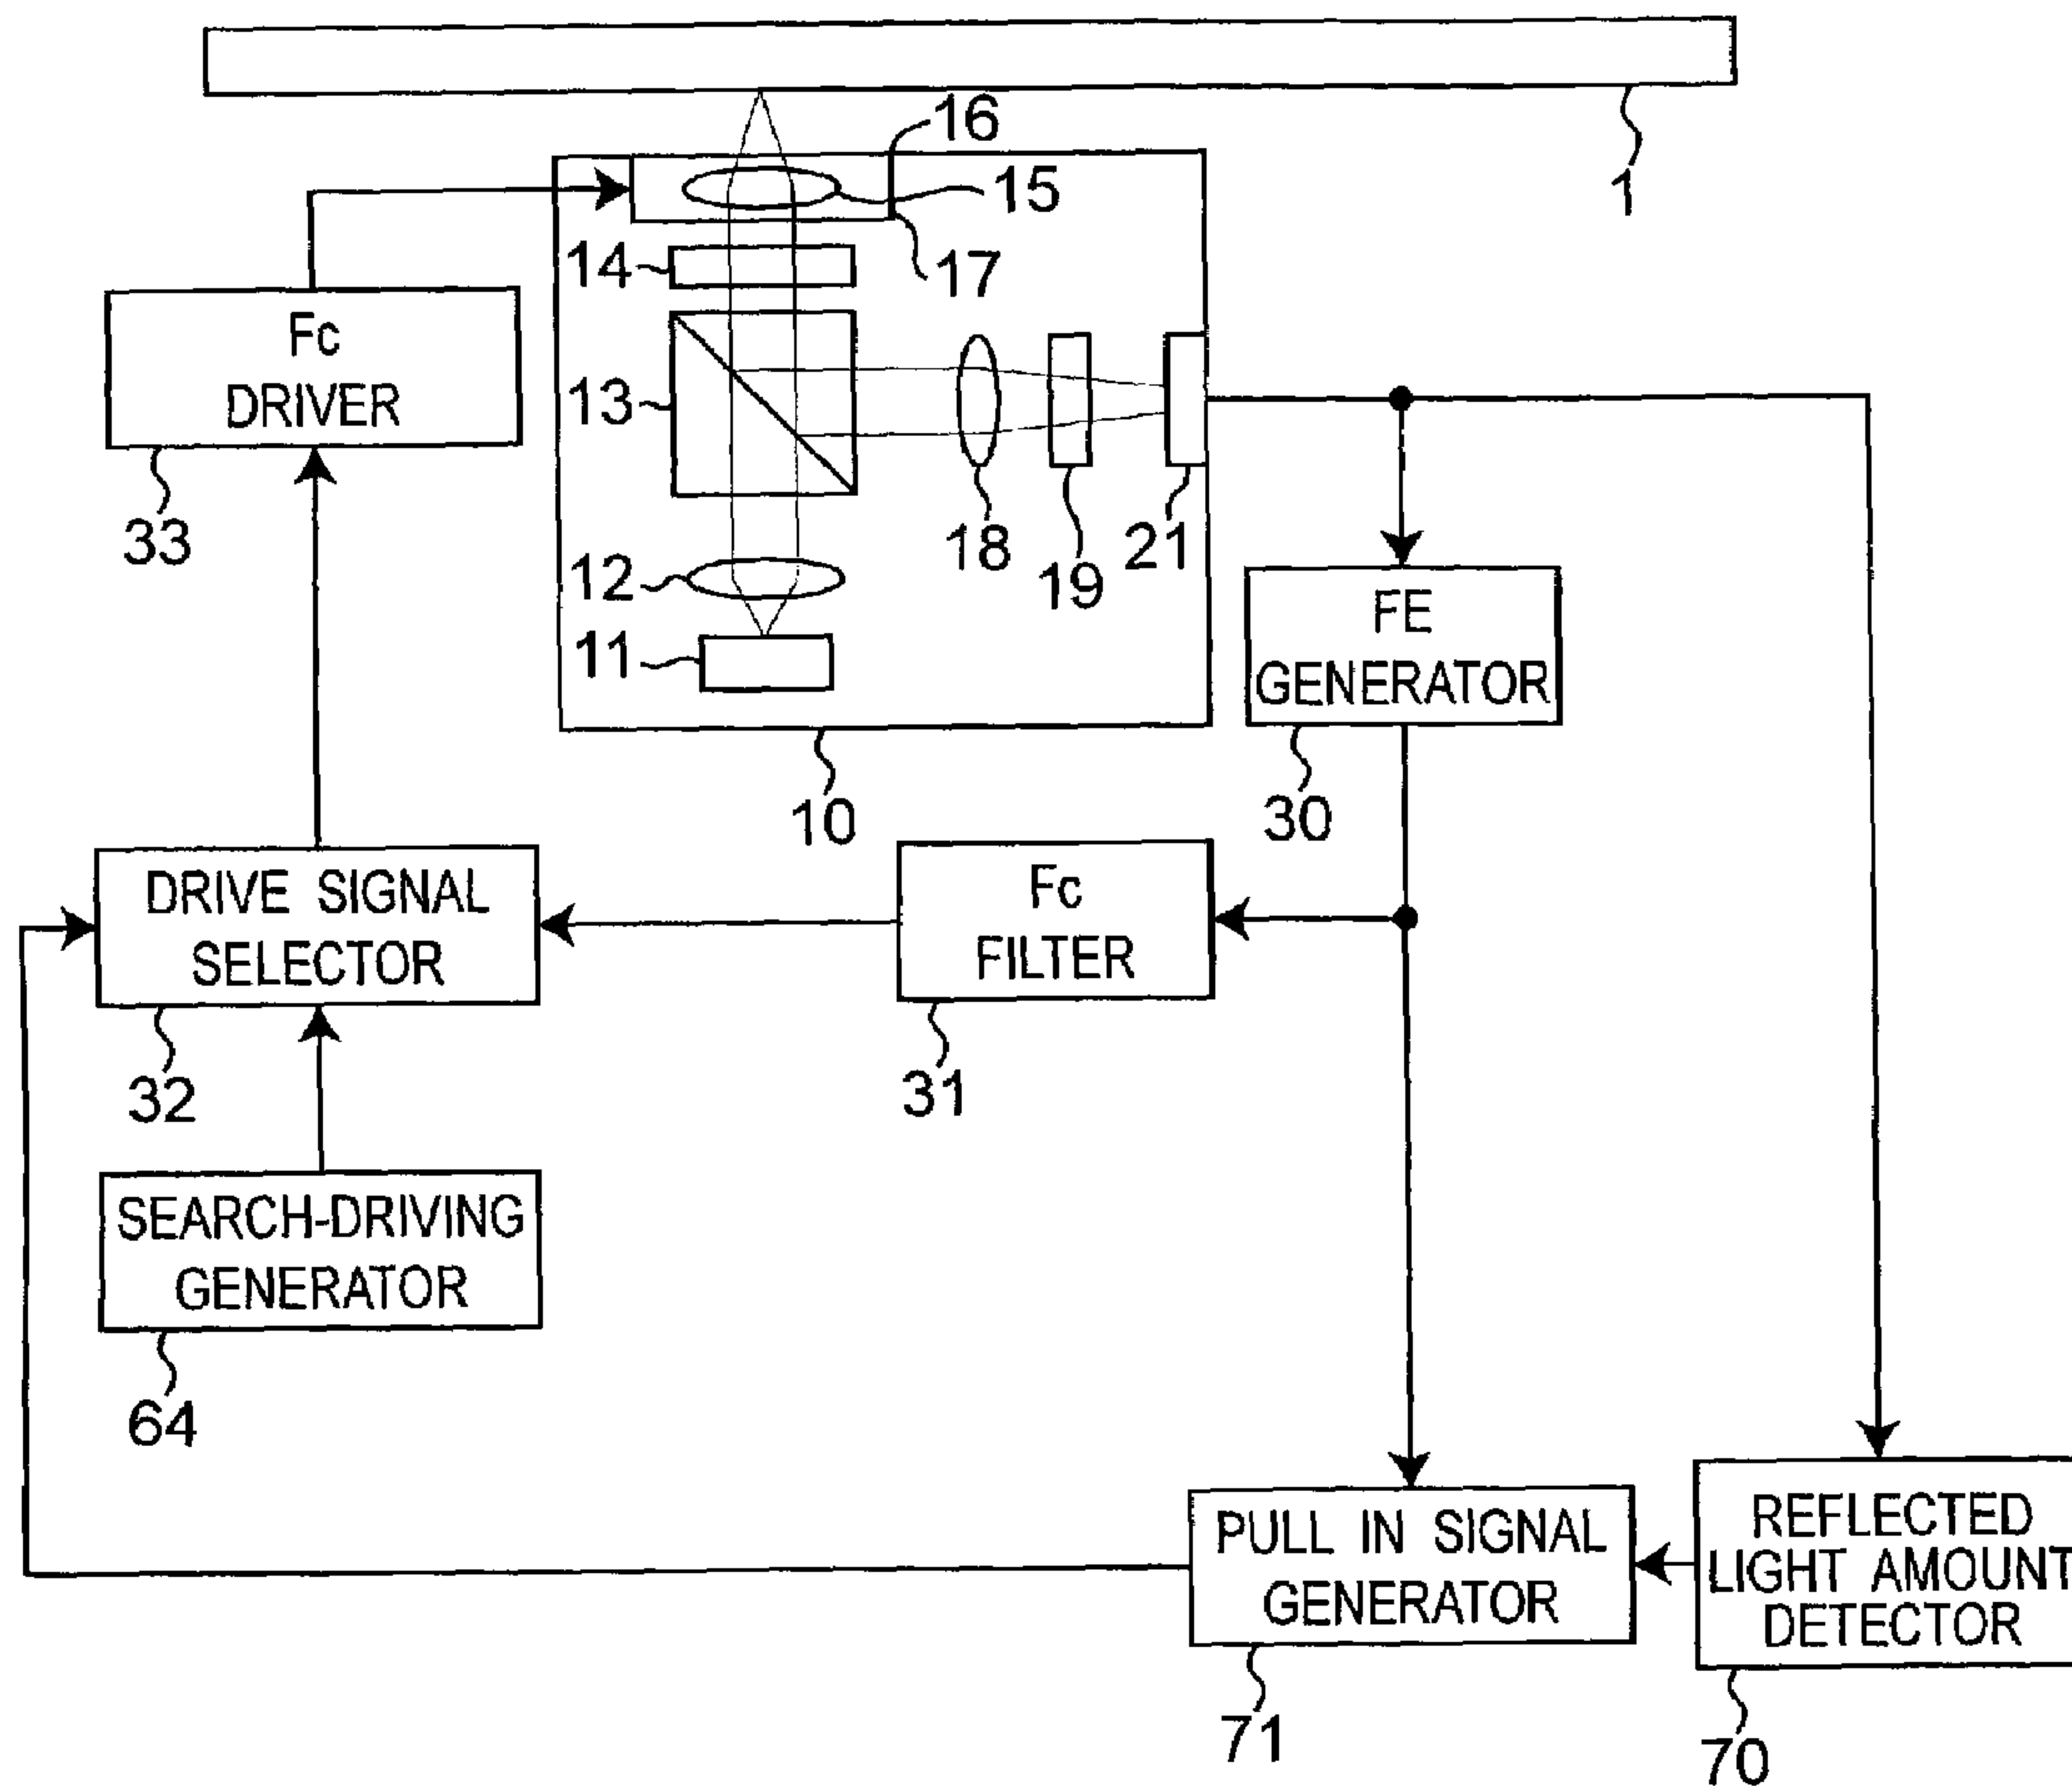 16
15
1
14
17
Fc
DRIVER
13
33
18
19
21
12
FE
GENERATOR
11
10
30
DRIVE SIGNAL
SELECTOR
Fc
FILTER
32
31
SEARCH-DRIVING
GENERATOR
64
PULL IN SIGNAL
GENERATOR
REFLECTED
LIGHT AMOUNT
DETECTOR
71
70